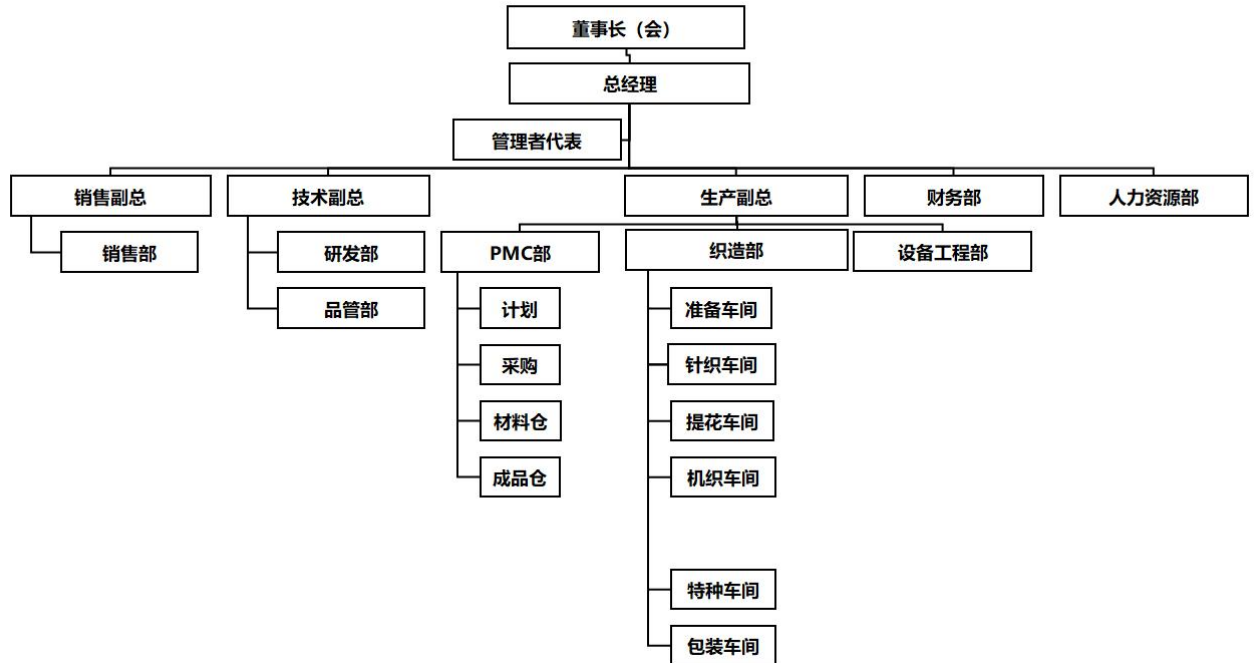 董事长（会）
总经理
管理者代表
销售副总
技术副总
生产副总
财务部
人力资源部
销售部
研发部
PMC部
织造部
设备工程部
品管部
计划
准备车间
采购
针织车间
材料仓
提花车间
成品仓
机织车间
特种车间
包装车间